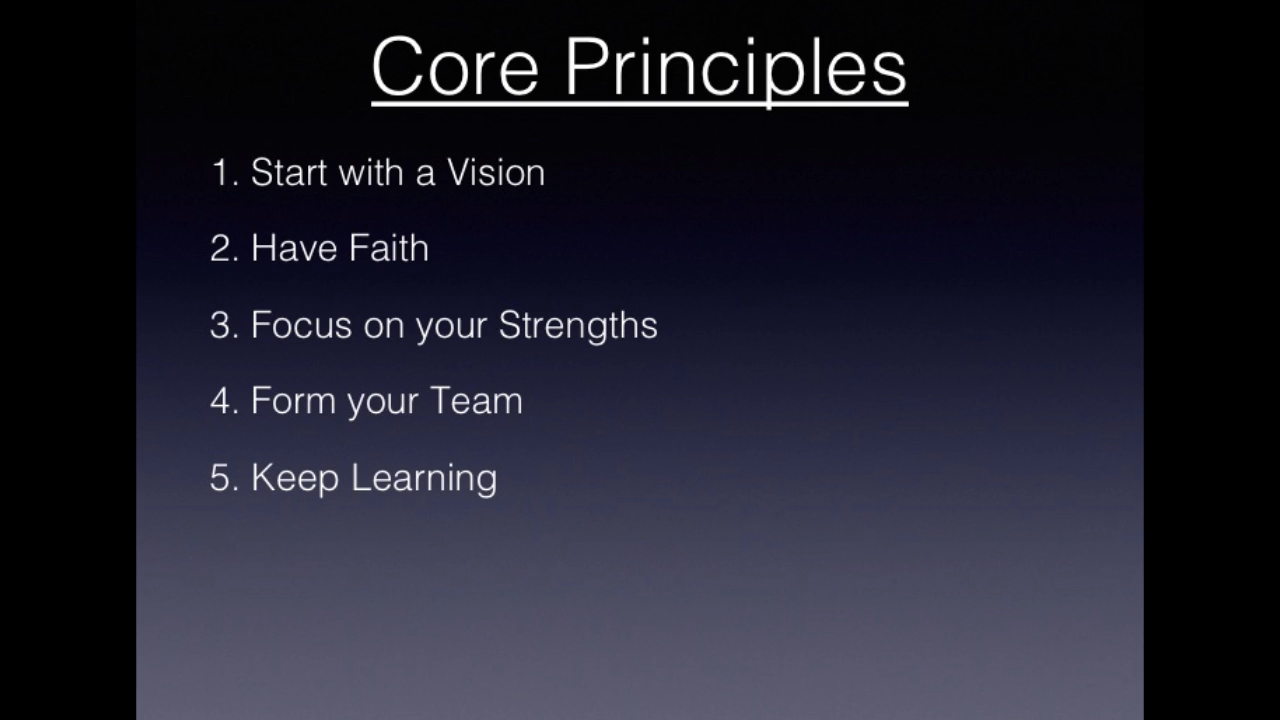 Core Principles
1. Start with a Vision
2. Have Faith
3. Focus on your Strengths
4. Form your Team
5. Keep Learning